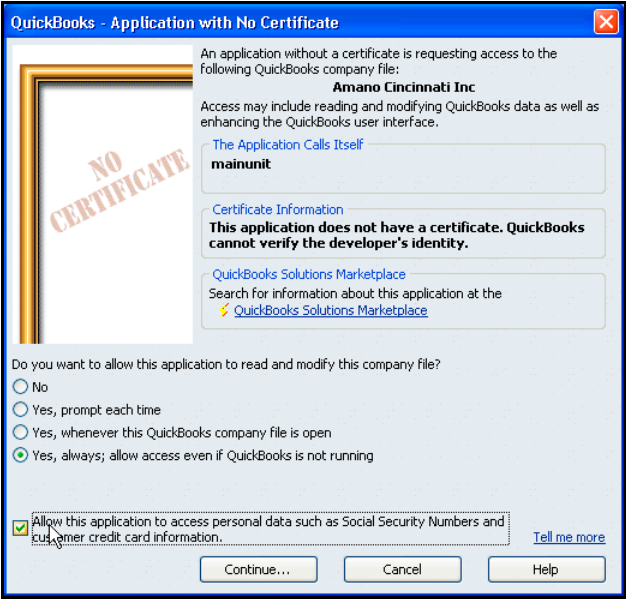 QuickBooks - Application with No Certificate
An application without a certificate is requesting access to the
following QuickBooks company file:
Amano Cincinnati Inc
Access may include reading and modifying QuickBooks data as well as
enhancing the QuickBooks user interface.
NO
CERTIFICATE
The Application Calls Itself
mainunit
Certificate Information
This application does not have a certificate. QuickBooks
cannot verify the developer's identity.
QuickBooks Solutions Marketplace
Search for information about this application at the
QuickBooks Solutions Marketplace
Do you want to allow this application to read and modify this company file?
No
Yes, prompt each time
Yes, whenever this QuickBooks company file is open
Yes, always; allow access even if QuickBooks is not running
Allow this application to access personal data such as Social Security Numbers and
customer credit card information.
Tell me more
Continue...
Cancel
Help